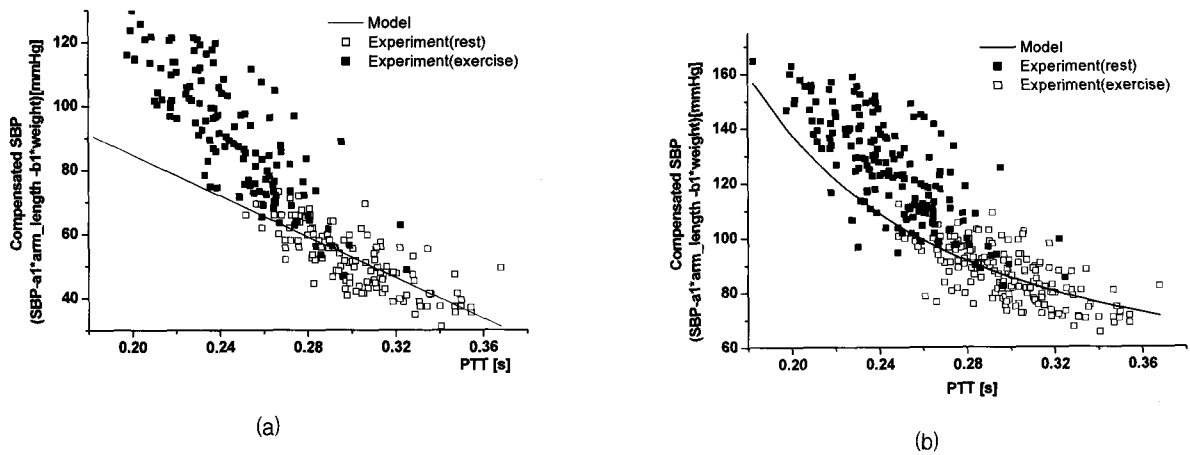 Model
Experiment(rest)
Experiment(exercise)
Compensated SBP
(SBP-a1*arm_length -b1*weight)[mmHg]
120
100
80
60
40
0.20
0.24
0.28
0.32
0.36
PTT [s]
(a)
Model
Experiment(rest)
Experiment(exercise)
Compensated SBP
(SBP-a1*arm_length -b1*weight)[mmHg]
160
140
120
100
80
60
0.20
0.24
0.28
0.32
0.36
PTT [s]
(b)